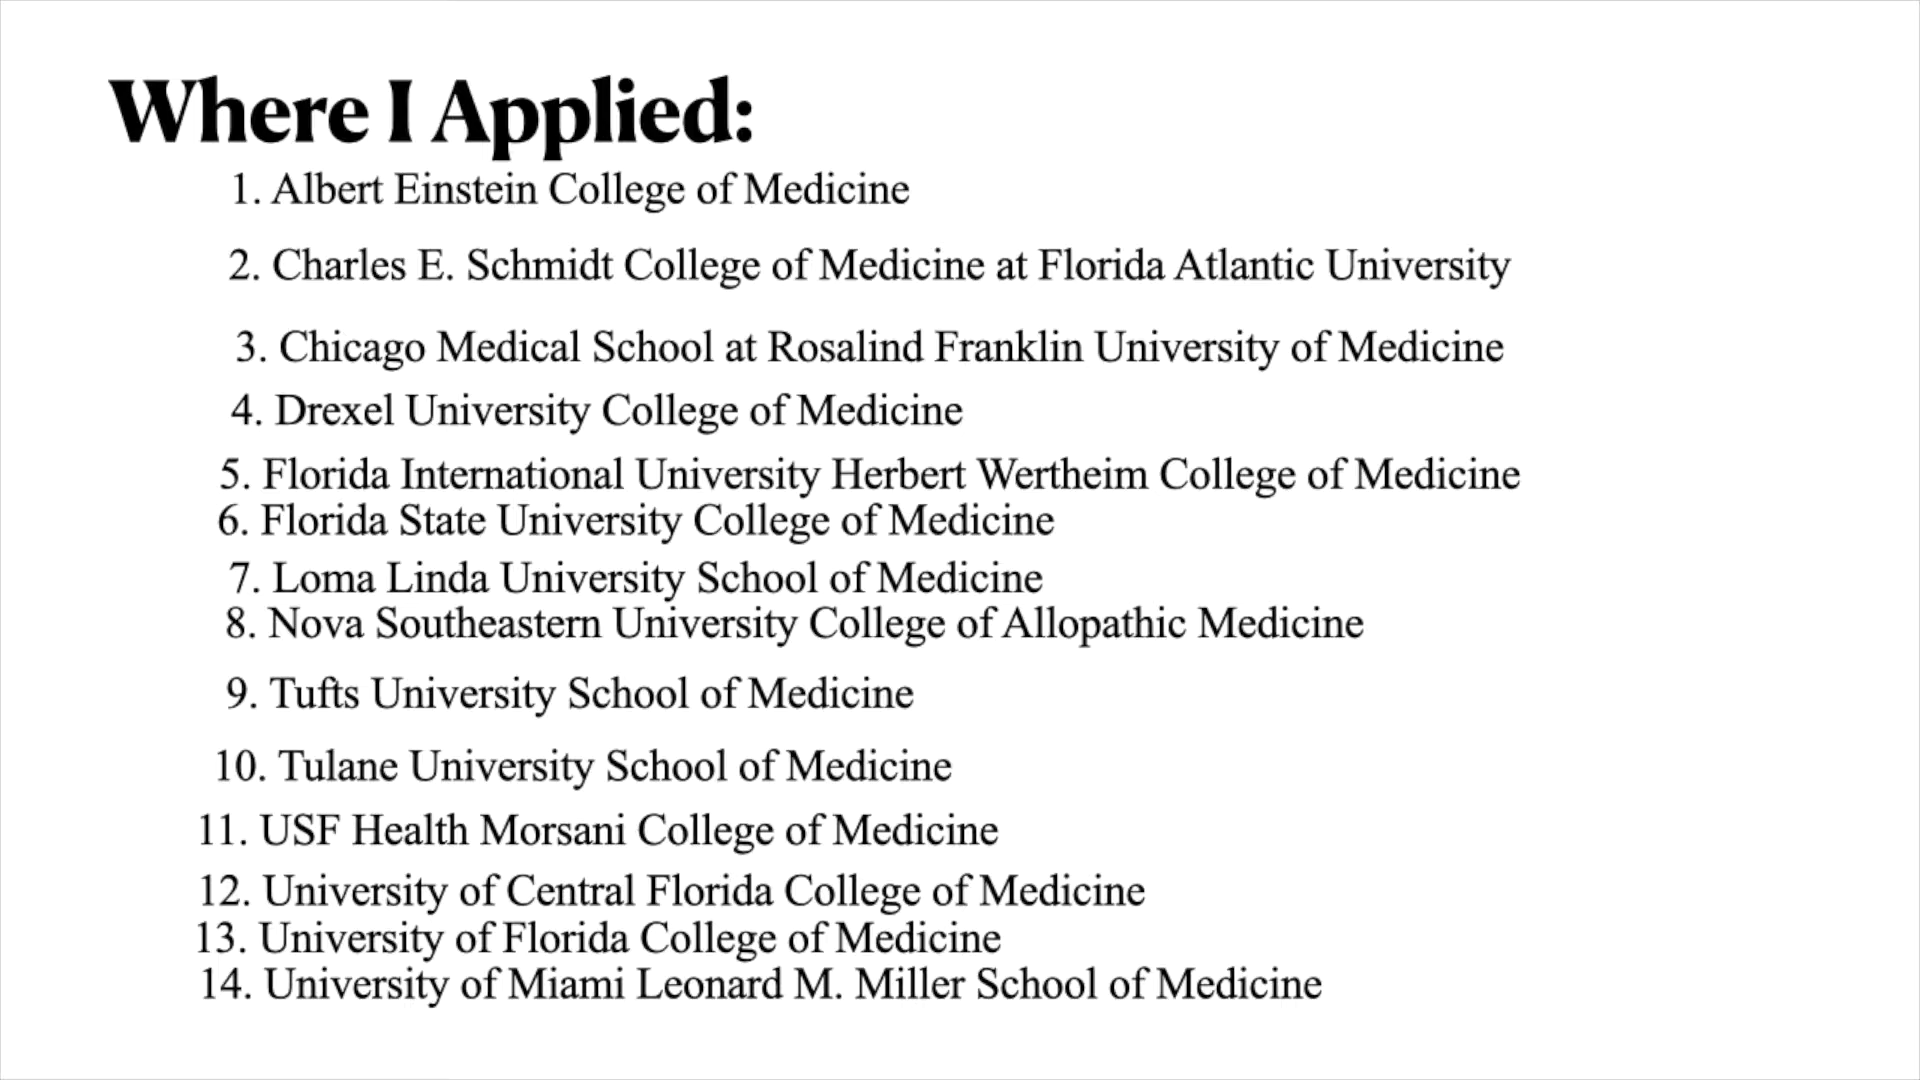 Where I Applied:
1. Albert Einstein College of Medicine
2. Charles E. Schmidt College of Medicine at Florida Atlantic University
3. Chicago Medical School at Rosalind Franklin University of Medicine
4. Drexel University College of Medicine
5. Florida International University Herbert Wertheim College of Medicine
6. Florida State University College of Medicine
7. Loma Linda University School of Medicine
8. Nova Southeastern University College of Allopathic Medicine
9. Tufts University School of Medicine
10. Tulane University School of Medicine
11. USF Health Morsani College of Medicine
12. University of Central Florida College of Medicine
13. University of Florida College of Medicine
14. University of Miami Leonard M. Miller School of Medicine